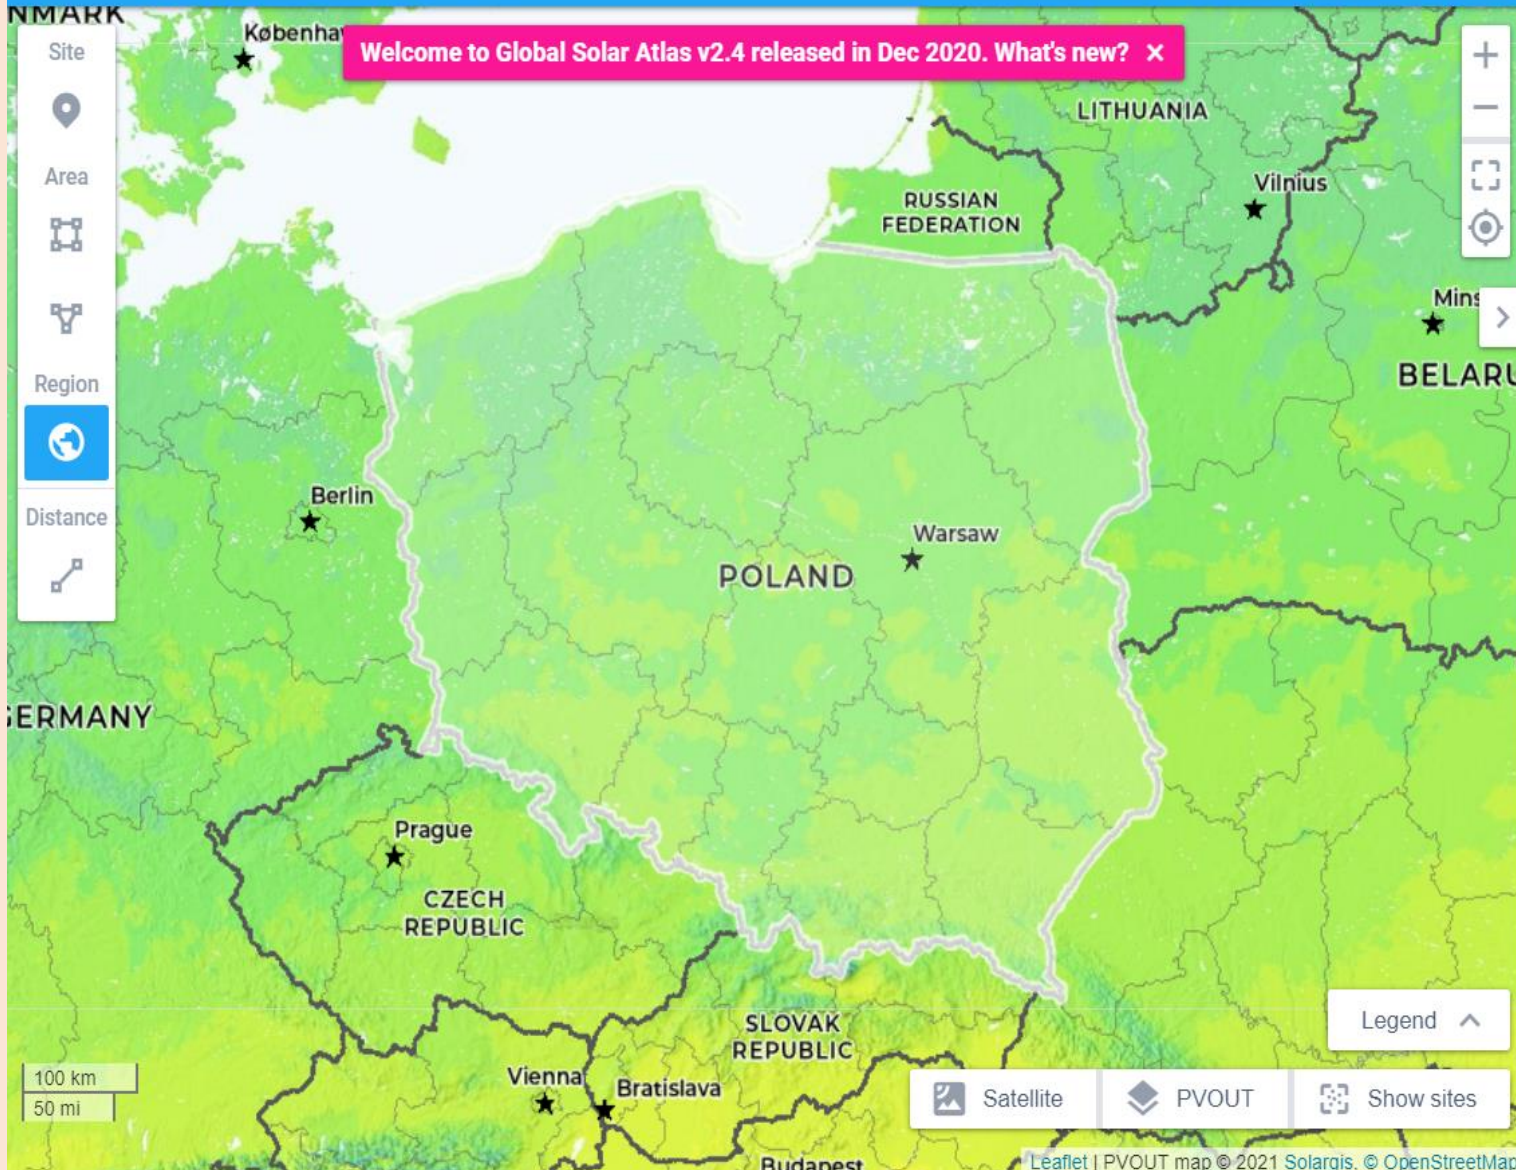 NMARK
Site
København
Welcome to Global Solar Atlas v2.4 released in Dec 2020. What's new? ×
LITHUANIA
Area
Vilnius
RUSSIAN
FEDERATION
Mins
Region
BELARU
Berlin
Distance
Warsaw
POLAND
GERMANY
Prague
CZECH
REPUBLIC
Legend
SLOVAK
REPUBLIC
100 km
50 mi
Vienna
Bratislava
Satellite
PVOUT
Show sites
Budapest
Leaflet | PVOUT map © 2021 Solargis, © OpenStreetMap